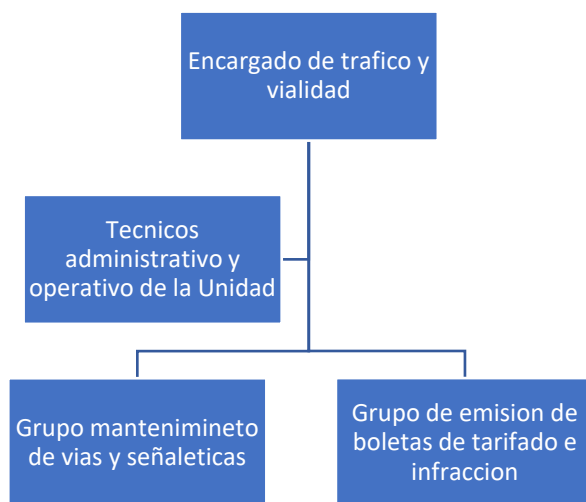 Encargado de trafico y
vialidad
Tecnicos
administrativo y
operativo de la Unidad
Grupo mantenimineto
de vias y señaleticas
Grupo de emision de
boletas de tarifado e
infraccion